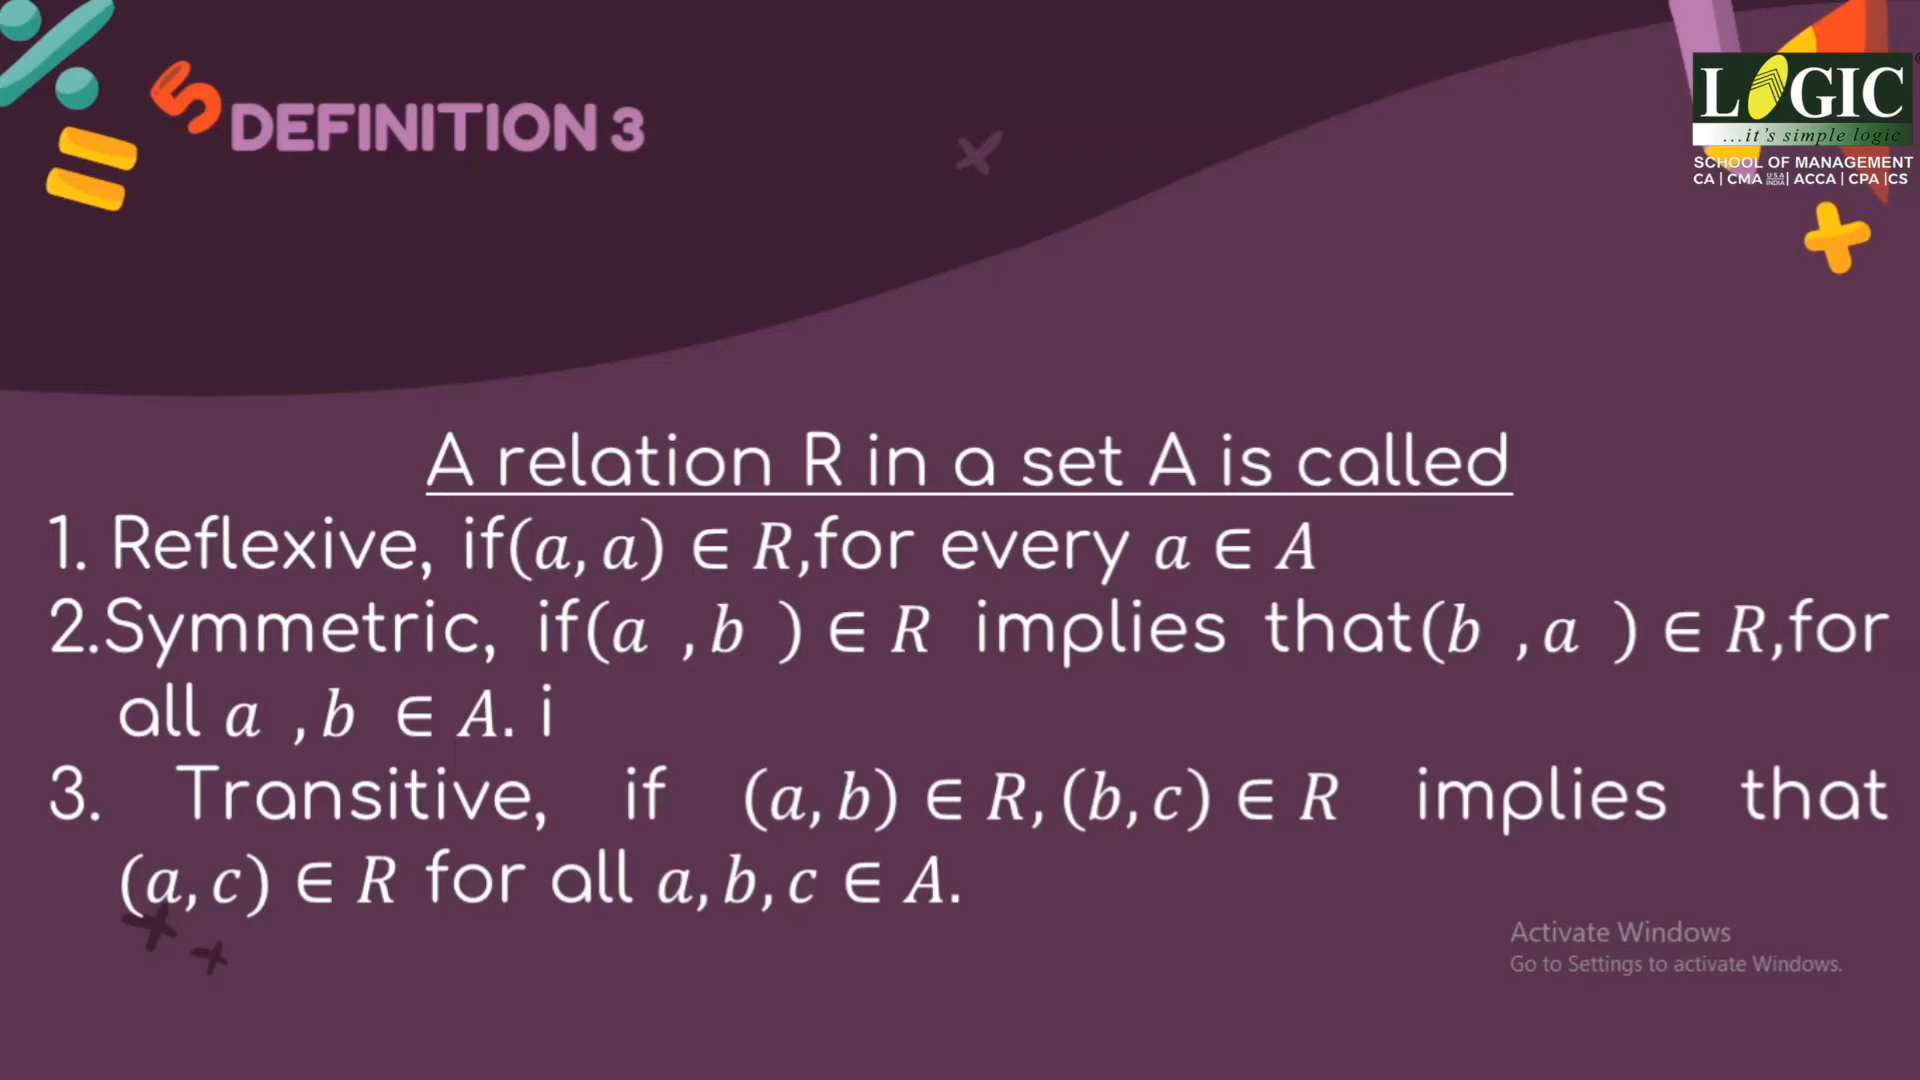 DEFINITION 3
LOGIC
...it's simple logic
SCHOOL OF MANAGEMENT
CA | CMA USA INDIA | ACCA | CPA |CS
A relation R in a set A is called
1. Reflexive, if(a, a) ∈ R,for every a ∈ A
2.Symmetric, if(a ,b ) ∈ R implies that(b ,a ) ∈ R,for
all a ,b ∈ A. i
3. Transitive, if (a, b) ∈ R, (b, c) ∈ R implies that
(a, c) ∈ R for all a, b, c ∈ A.
Activate Windows
Go to Settings to activate Windows.